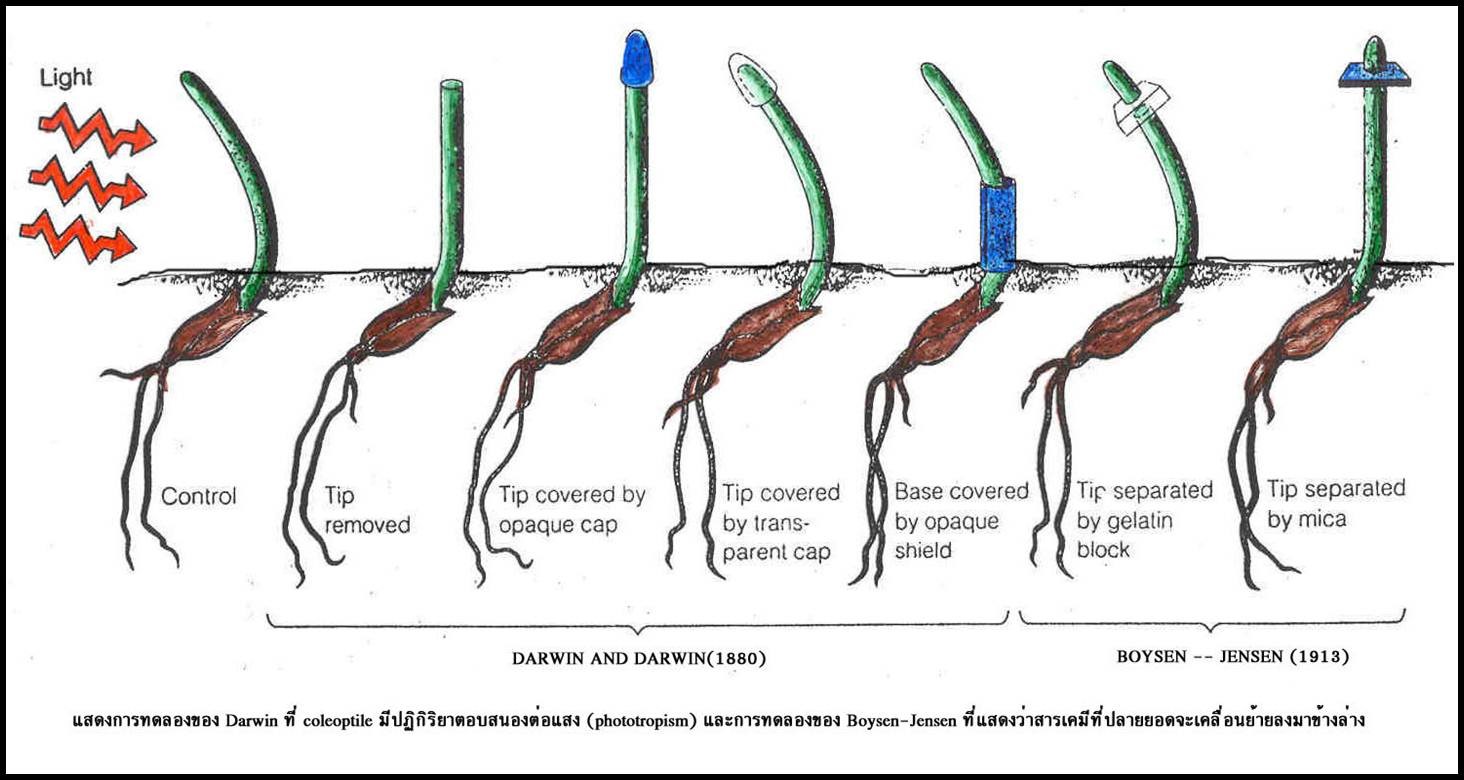 Light
Control
Tip
removed
Tip covered by
opaque cap
Tip covered
by trans-
parent cap
Base covered
by opaque
shield
Tip separated
by gelatin
block
Tip separated
by mica
DARWIN AND DARWIN(1880)
BOYSEN -- JENSEN (1913)
แสดงการทดลองของ Darwin ที่ coleoptile มีปฏิกิริยาตอบสนองต่อแสง (phototropism) และการทดลองของ Boysen-Jensen ที่แสดงว่าสารเคมีที่ปลายยอดจะเคลื่อนย้ายลงมาข้างล่าง